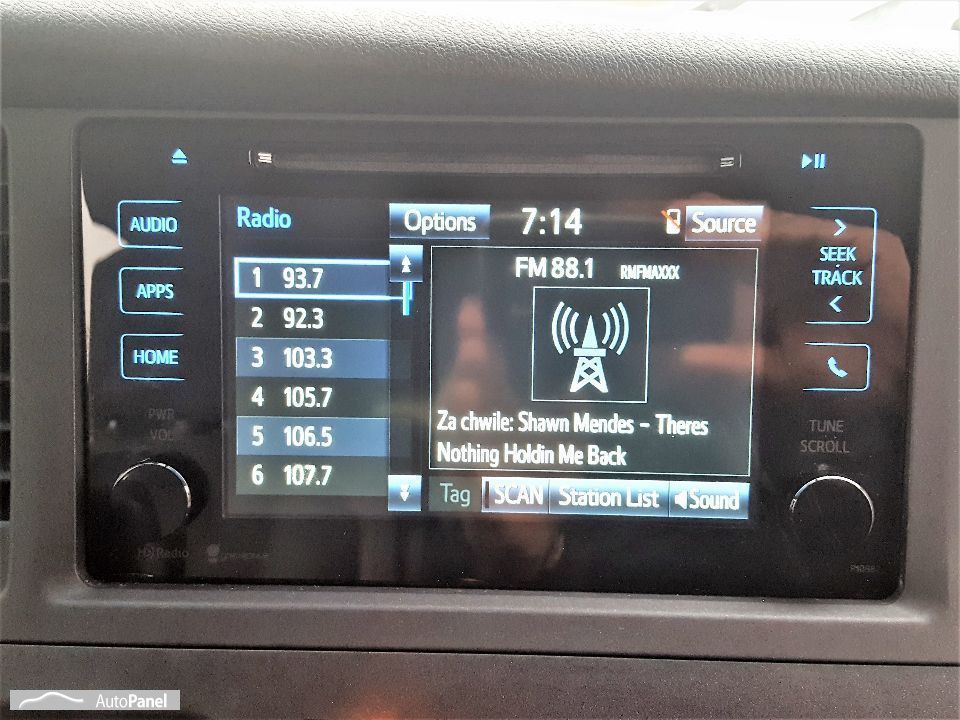 AUDIO
APPS
HOME
PWR
VOL
Radio
Options
7:14
Source
1 93.7
2 92.3
3 103.3
4 105.7
5 106.5
6 107.7
FM 88.1 RMFMAXXX
Za chwile: Shawn Mendes - Theres
Nothing Holdin Me Back
Tag
SCAN
Station List
Sound
SEEK
TRACK
TUNE
SCROLL
HD Radio
AutoPanel